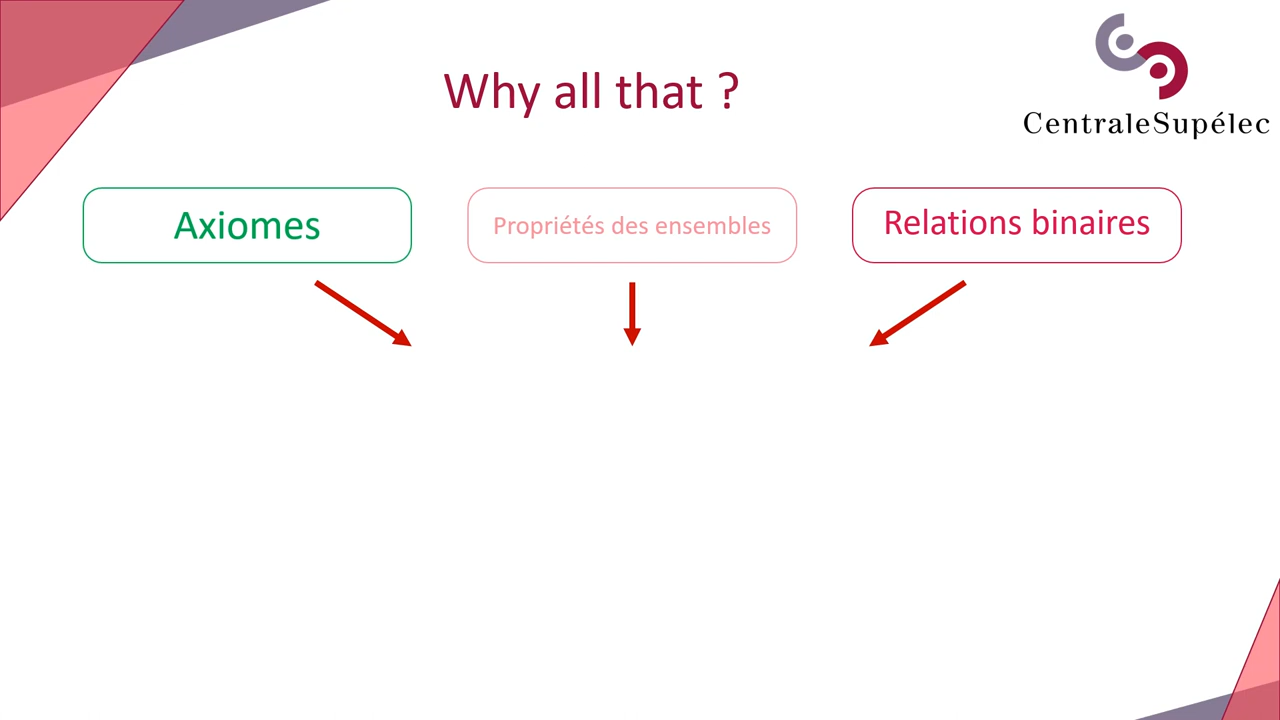 Why all that ?
CentraleSupélec
Axiomes
Propriétés des ensembles
Relations binaires